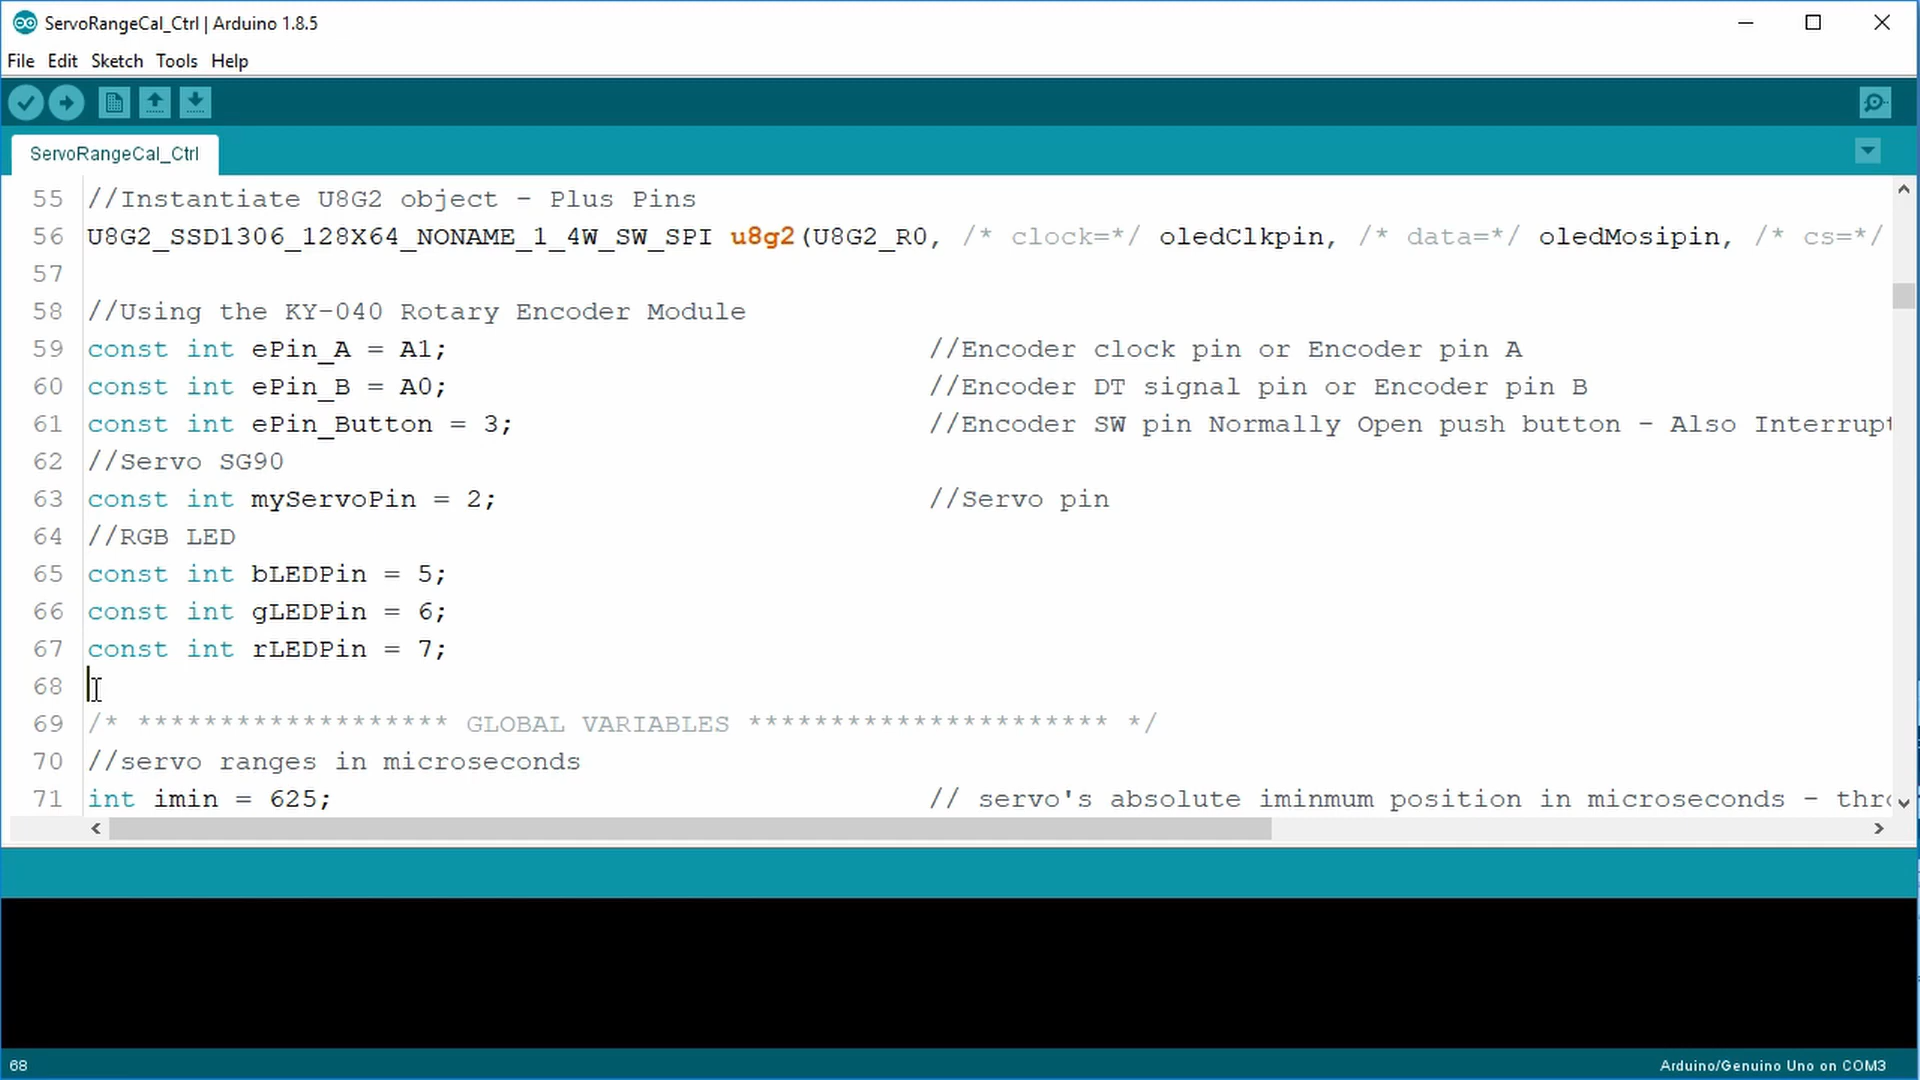 ServoRangeCal_Ctrl | Arduino 1.8.5
File Edit Sketch Tools Help
ServoRangeCal_Ctrl
55 //Instantiate U8G2 object - Plus Pins
56 U8G2_SSD1306_128X64_NONAME_1_4W_SW_SPI u8g2(U8G2_R0, /* clock=*/ oledClkpin, /* data=*/ oledMosipin, /* cs=*/
57
58 //Using the KY-040 Rotary Encoder Module
59 const int ePin_A = A1; //Encoder clock pin or Encoder pin A
60 const int ePin_B = A0; //Encoder DT signal pin or Encoder pin B
61 const int ePin_Button = 3; //Encoder SW pin Normally Open push button - Also Interrupt
62 //Servo SG90
63 const int myServoPin = 2; //Servo pin
64 //RGB LED
65 const int bLEDPin = 5;
66 const int gLEDPin = 6;
67 const int rLEDPin = 7;
68
69 /* ******************* GLOBAL VARIABLES ********************** */
70 //servo ranges in microseconds
71 int imin = 625; // servo's absolute iminmum position in microseconds - thr
68
Arduino/Genuino Uno on COM3